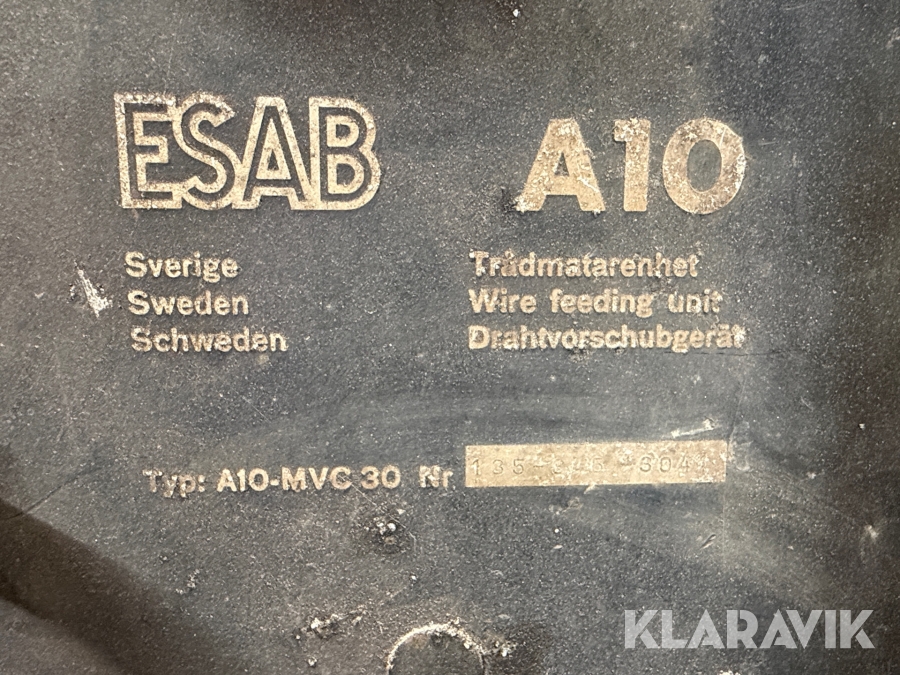 ESAB A10
Sverige Trådmatarenhet
Sweden Wire feeding unit
Schweden Drahtvorschubgerät
Typ: A10-MVC 30 Nr
KLARAVIK